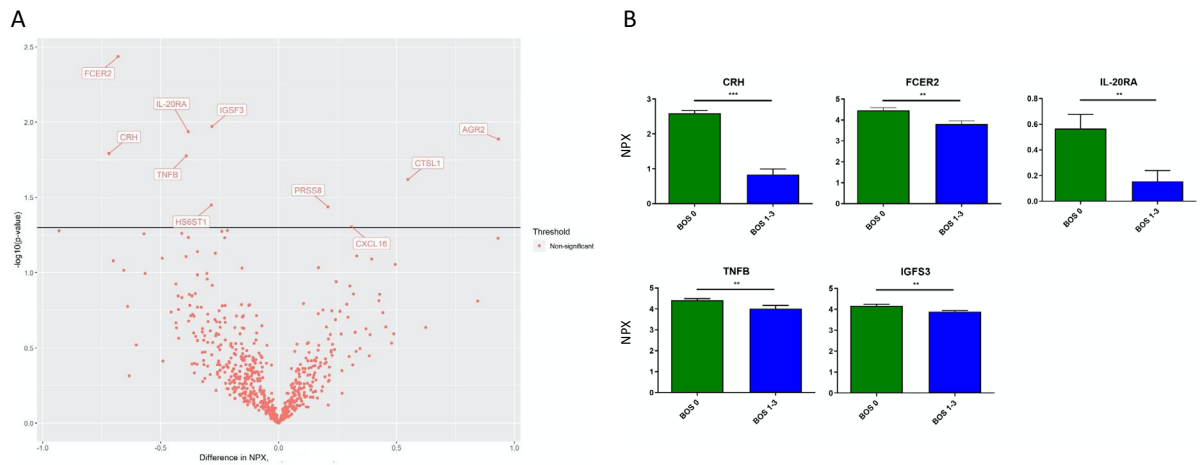 A
2.5
2.0
1.5
1.0
0.5
0.0
-log10(p-value)
FCER2
IL-20RA
IGSF3
CRH
TNFB
AGR2
CTSL1
PRSS8
HS6ST1
CXCL16
-1.0 -0.5 0.0 0.5 1.0
Difference in NPX,
Threshold
Non-significant
B
CRH
***
NPX
3
2
1
0
BOS 0 BOS 1-3
FCER2
**
5
4
3
2
1
0
BOS 0 BOS 1-3
IL-20RA
**
0.8
0.6
0.4
0.2
0.0
BOS 0 BOS 1-3
TNFB
**
NPX
5
4
3
2
1
0
BOS 0 BOS 1-3
IGFS3
**
5
4
3
2
1
0
BOS 0 BOS 1-3